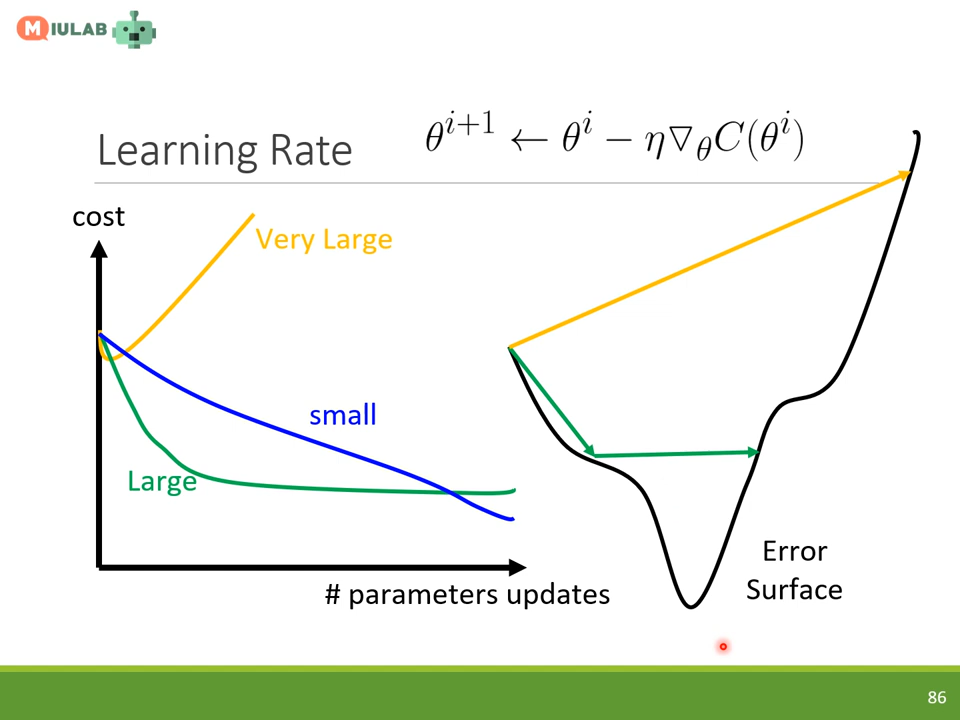 MIULAB
Learning Rate
θ^{i+1} ← θ^i − η∇_θC(θ^i)
cost
Very Large
small
Large
# parameters updates
Error
Surface
86